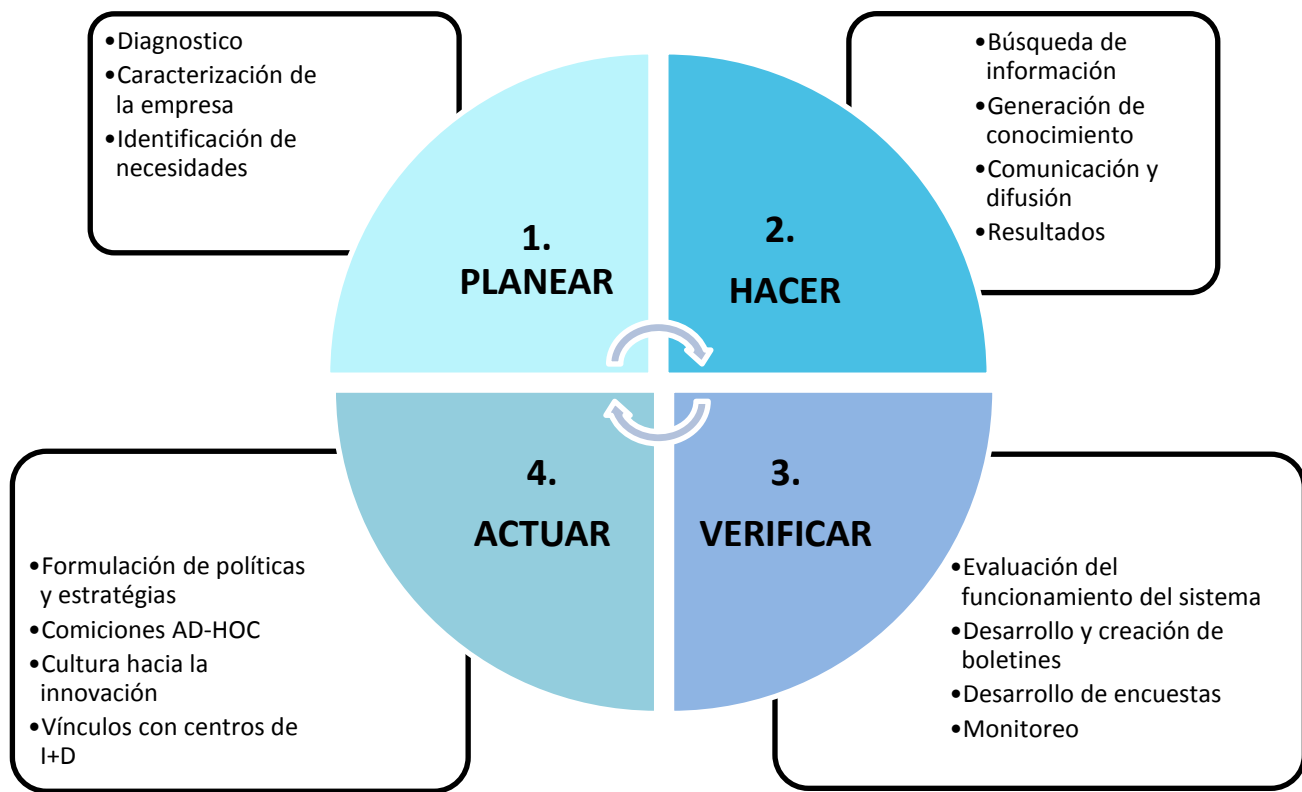 •Diagnostico
•Caracterización de
la empresa
•Identificación de
necesidades
1.
PLANEAR
2.
HACER
•Búsqueda de
información
•Generación de
conocimiento
•Comunicación y
difusión
•Resultados
4.
ACTUAR
3.
VERIFICAR
•Formulación de políticas
y estratégias
•Comiciones AD-HOC
•Cultura hacia la
innovación
•Vínculos con centros de
I+D
•Evaluación del
funcionamiento del sistema
•Desarrollo y creación de
boletines
•Desarrollo de encuestas
•Monitoreo